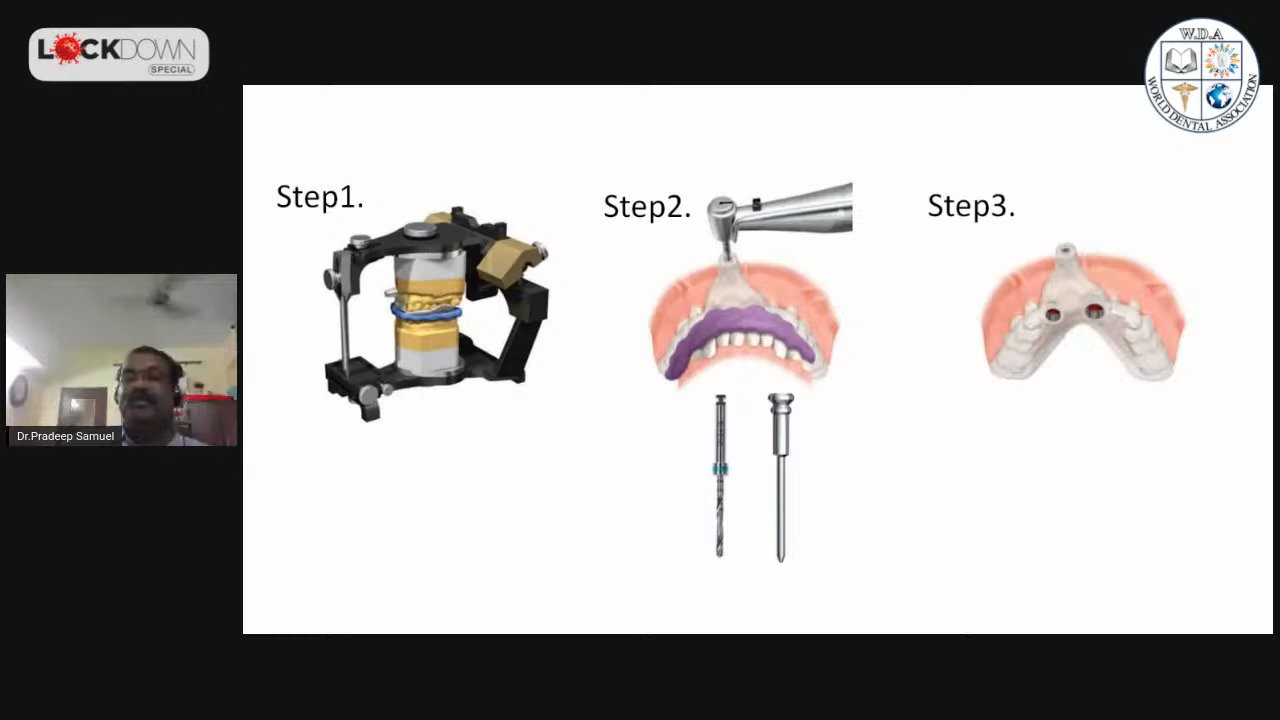 LOCKDOWN
SPECIAL
W.D.A
WORLD DENTAL ASSOCIATION
Step1.
Step2.
Step3.
Dr.Pradeep Samuel